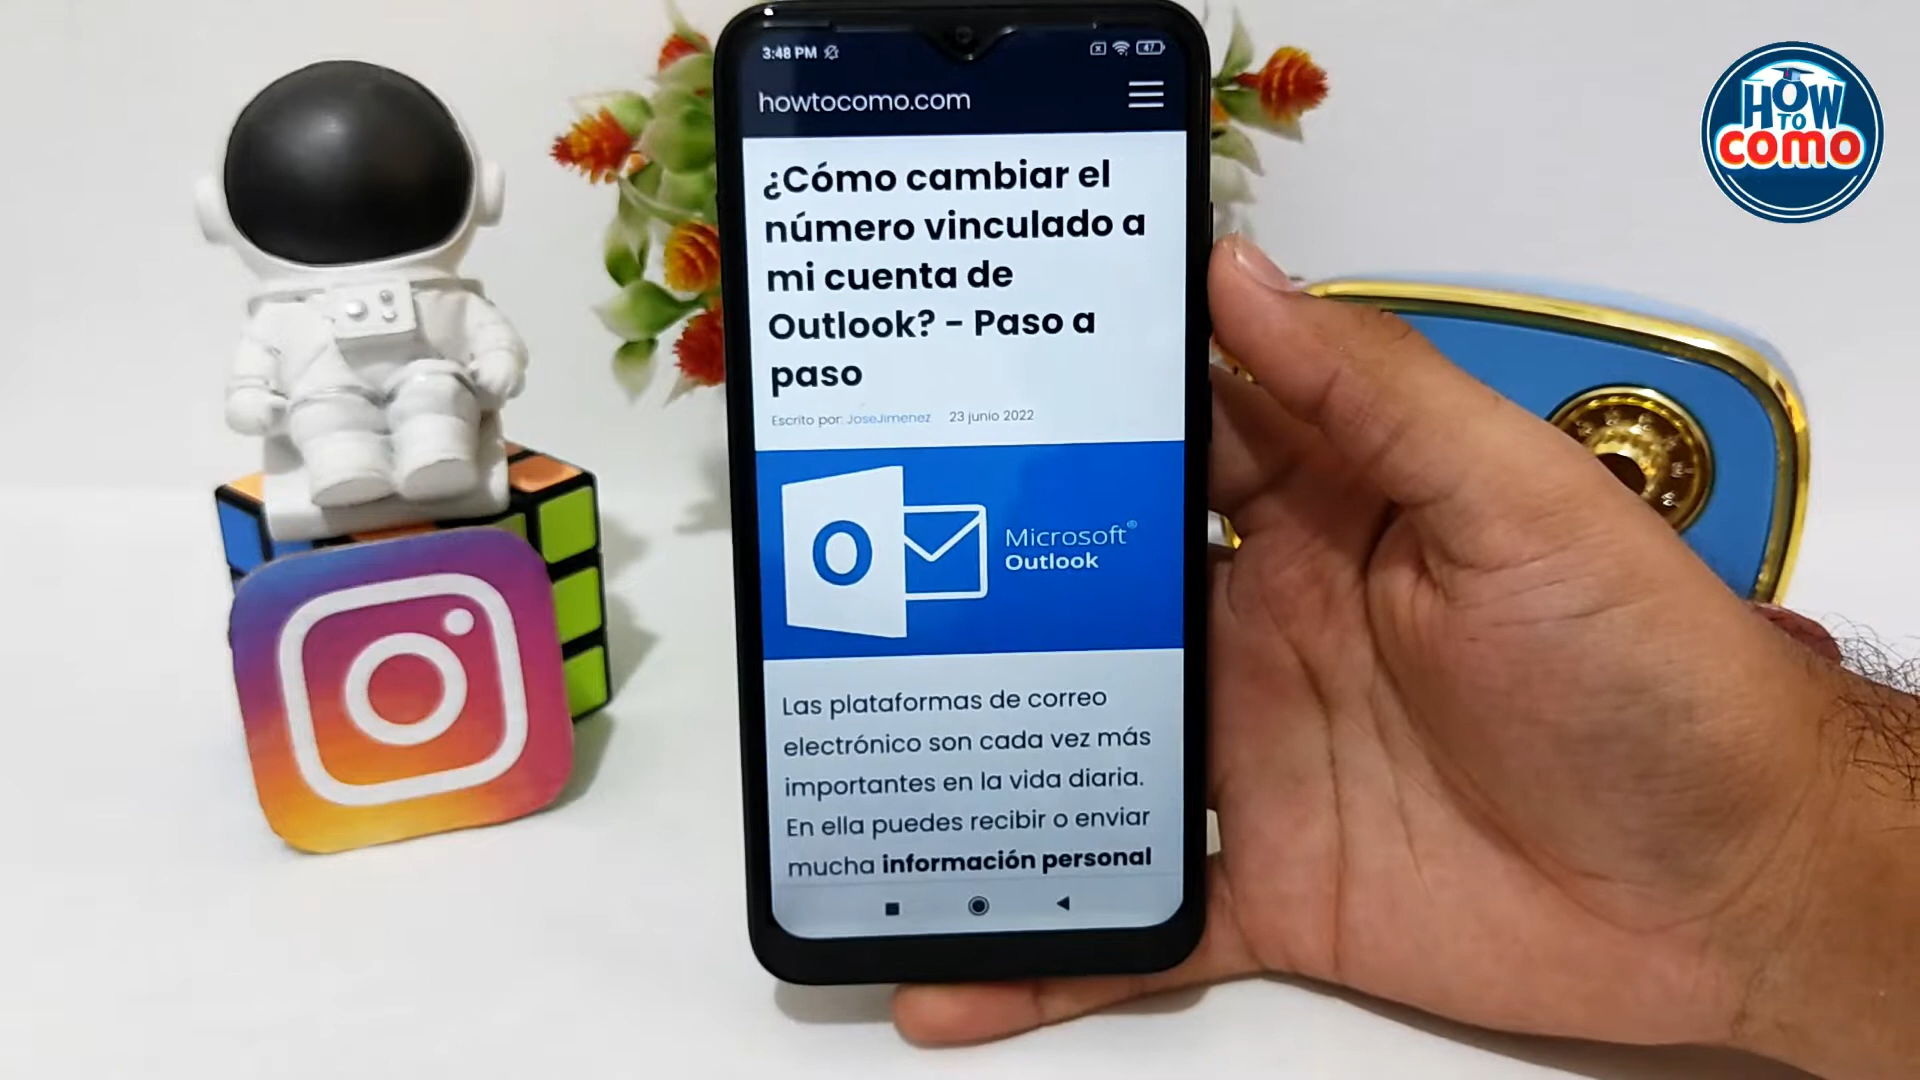 3:48 PM
47
howtocomo.com
¿Cómo cambiar el
número vinculado a
mi cuenta de
Outlook? - Paso a
paso
Escrito por: JoseJimenez 23 junio 2022
O
Microsoft®
Outlook
Las plataformas de correo
electrónico son cada vez más
importantes en la vida diaria.
En ella puedes recibir o enviar
mucha información personal
HOW
TO
COMO